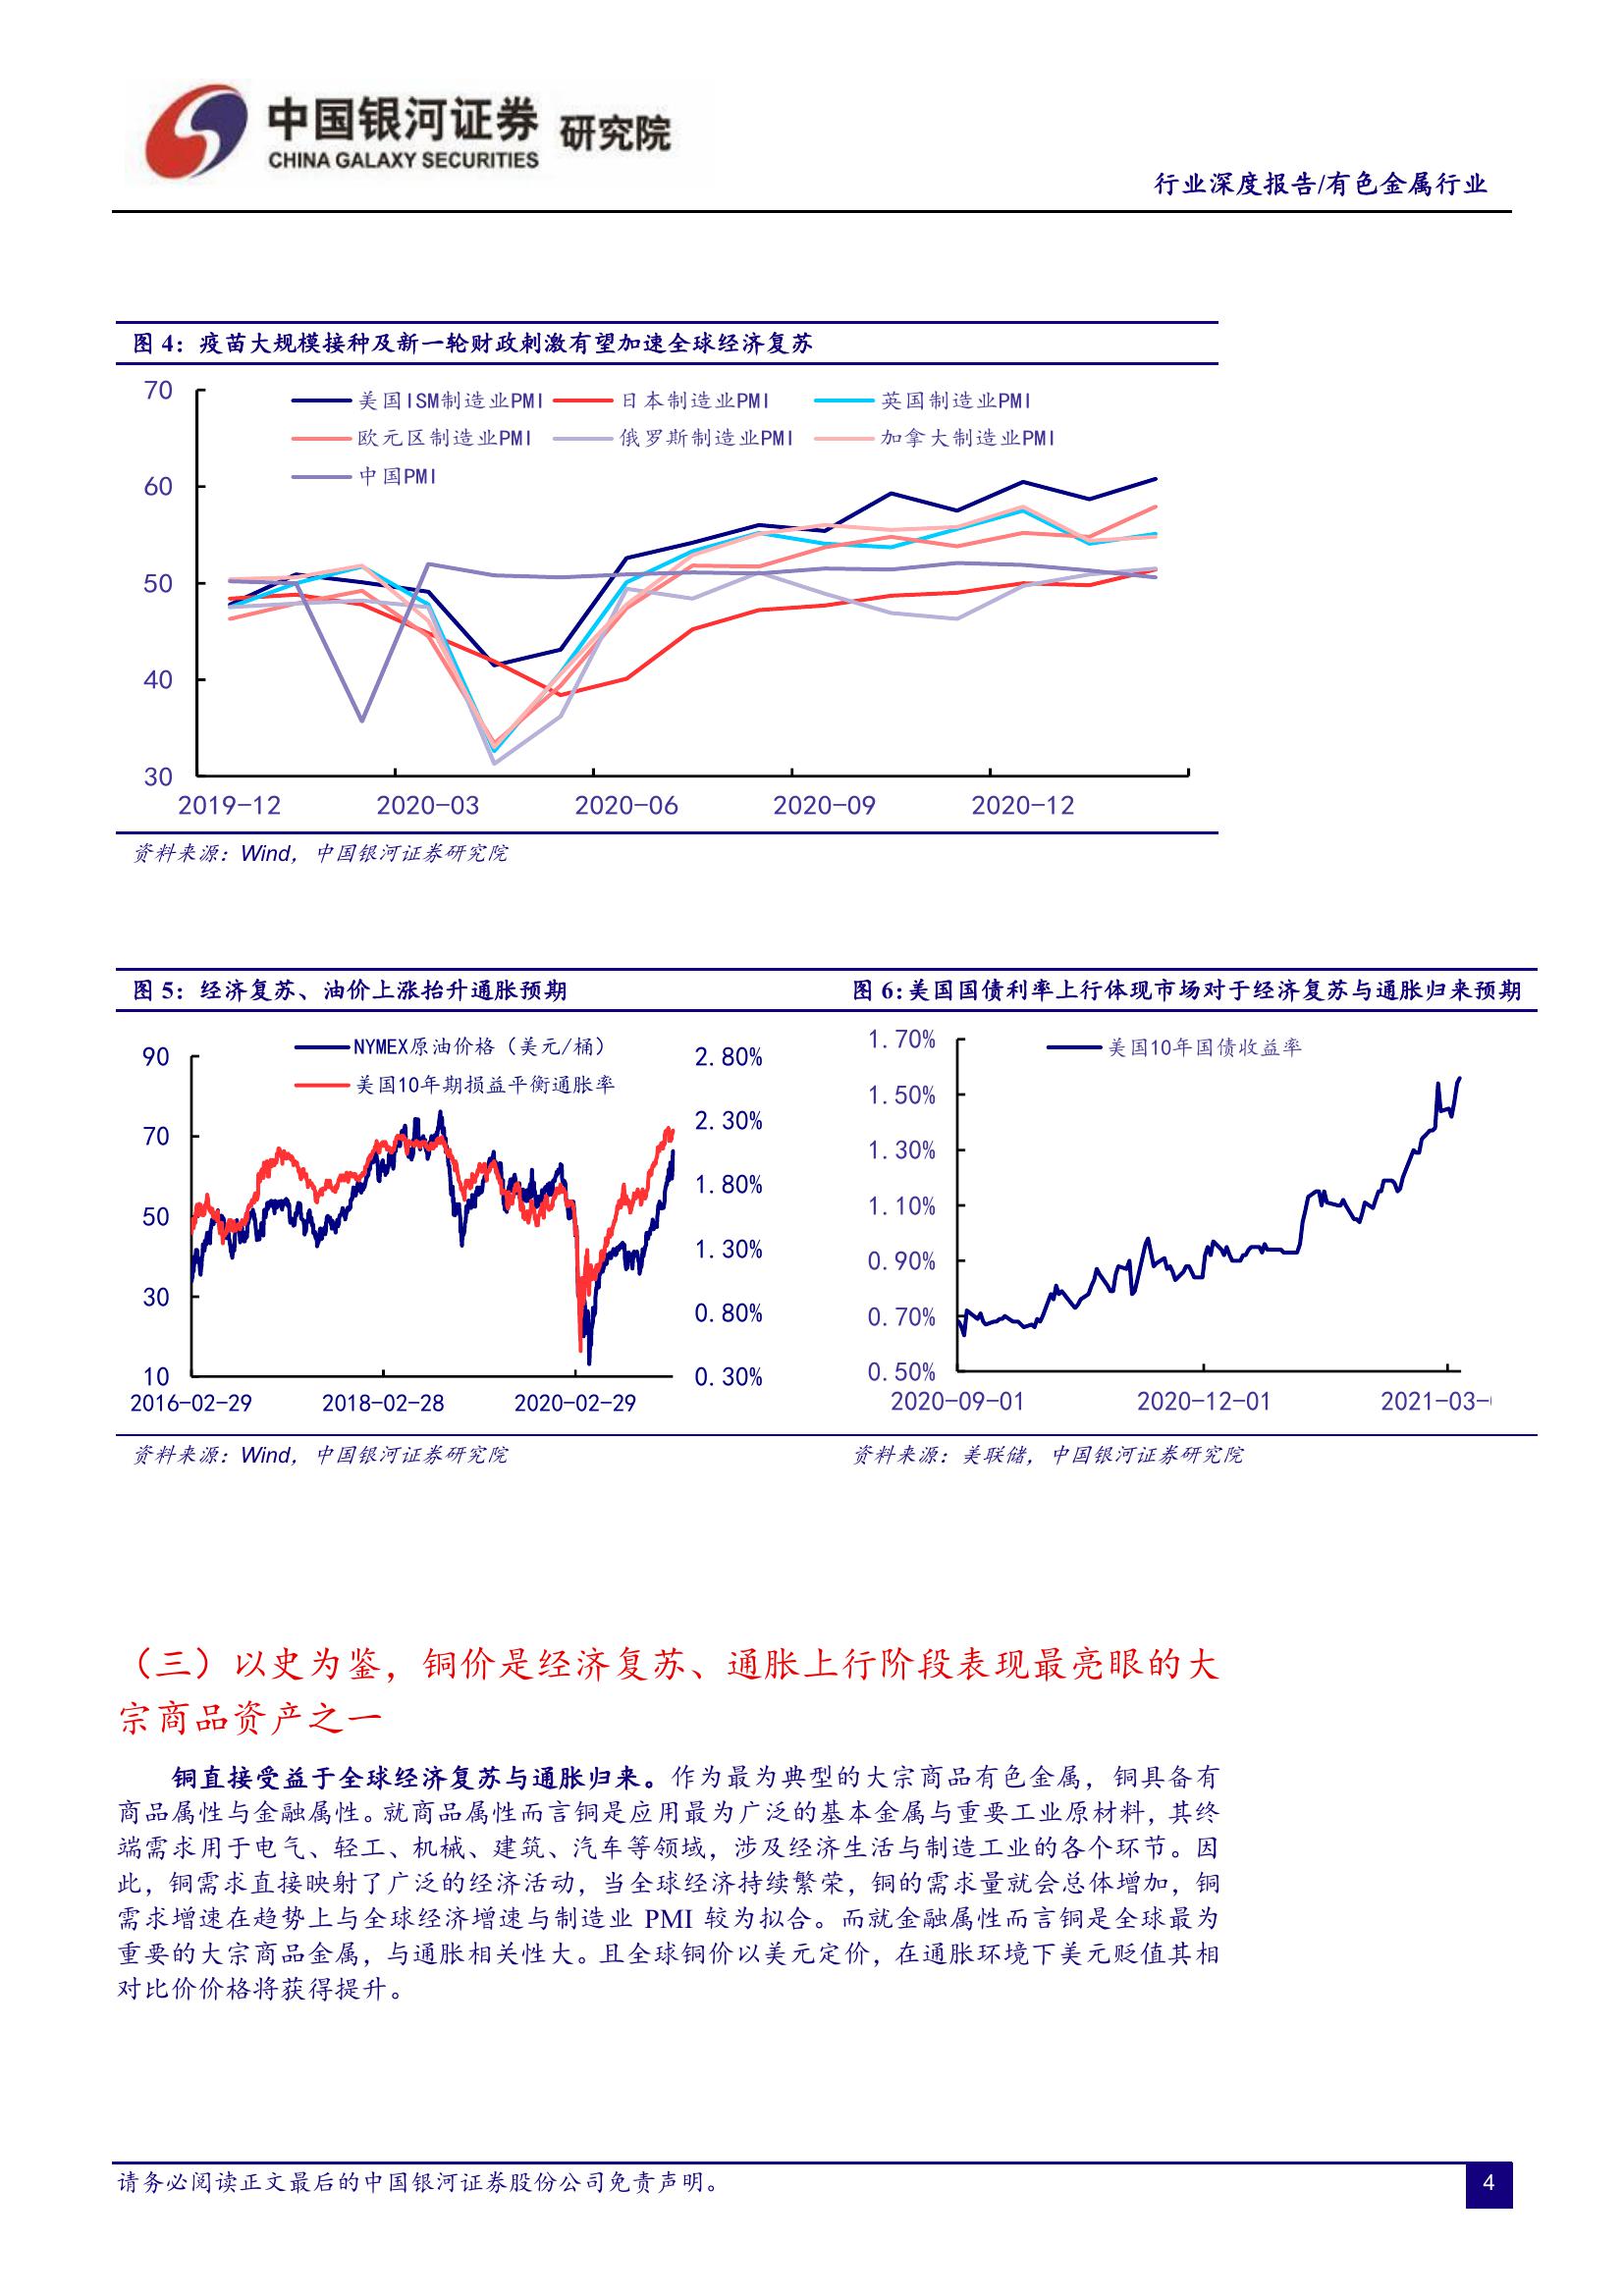 中国银河证券 研究院
CHINA GALAXY SECURITIES
行业深度报告/有色金属行业
图 4：疫苗大规模接种及新一轮财政刺激有望加速全球经济复苏
美国ISM制造业PMI 日本制造业PMI 英国制造业PMI
欧元区制造业PMI 俄罗斯制造业PMI 加拿大制造业PMI
中国PMI
70
60
50
40
30
2019-12 2020-03 2020-06 2020-09 2020-12
资料来源：Wind，中国银河证券研究院
图 5：经济复苏、油价上涨抬升通胀预期
NYMEX原油价格（美元/桶）
美国10年期损益平衡通胀率
90
70
50
30
10
2.80%
2.30%
1.80%
1.30%
0.80%
0.30%
2016-02-29 2018-02-28 2020-02-29
资料来源：Wind，中国银河证券研究院
图 6：美国国债利率上行体现市场对于经济复苏与通胀归来预期
美国10年国债收益率
1.70%
1.50%
1.30%
1.10%
0.90%
0.70%
0.50%
2020-09-01 2020-12-01 2021-03-
资料来源：美联储，中国银河证券研究院
（三）以史为鉴，铜价是经济复苏、通胀上行阶段表现最亮眼的大
宗商品资产之一
铜直接受益于全球经济复苏与通胀归来。作为最为典型的大宗商品有色金属，铜具备有
商品属性与金融属性。就商品属性而言铜是应用最为广泛的基本金属与重要工业原材料，其终
端需求用于电气、轻工、机械、建筑、汽车等领域，涉及经济生活与制造工业的各个环节。因
此，铜需求直接映射了广泛的经济活动，当全球经济持续繁荣，铜的需求量就会总体增加，铜
需求增速在趋势上与全球经济增速与制造业 PMI 较为拟合。而就金融属性而言铜是全球最为
重要的大宗商品金属，与通胀相关性大。且全球铜价以美元定价，在通胀环境下美元贬值其相
对比价价格将获得提升。
请务必阅读正文最后的中国银河证券股份公司免责声明。
4